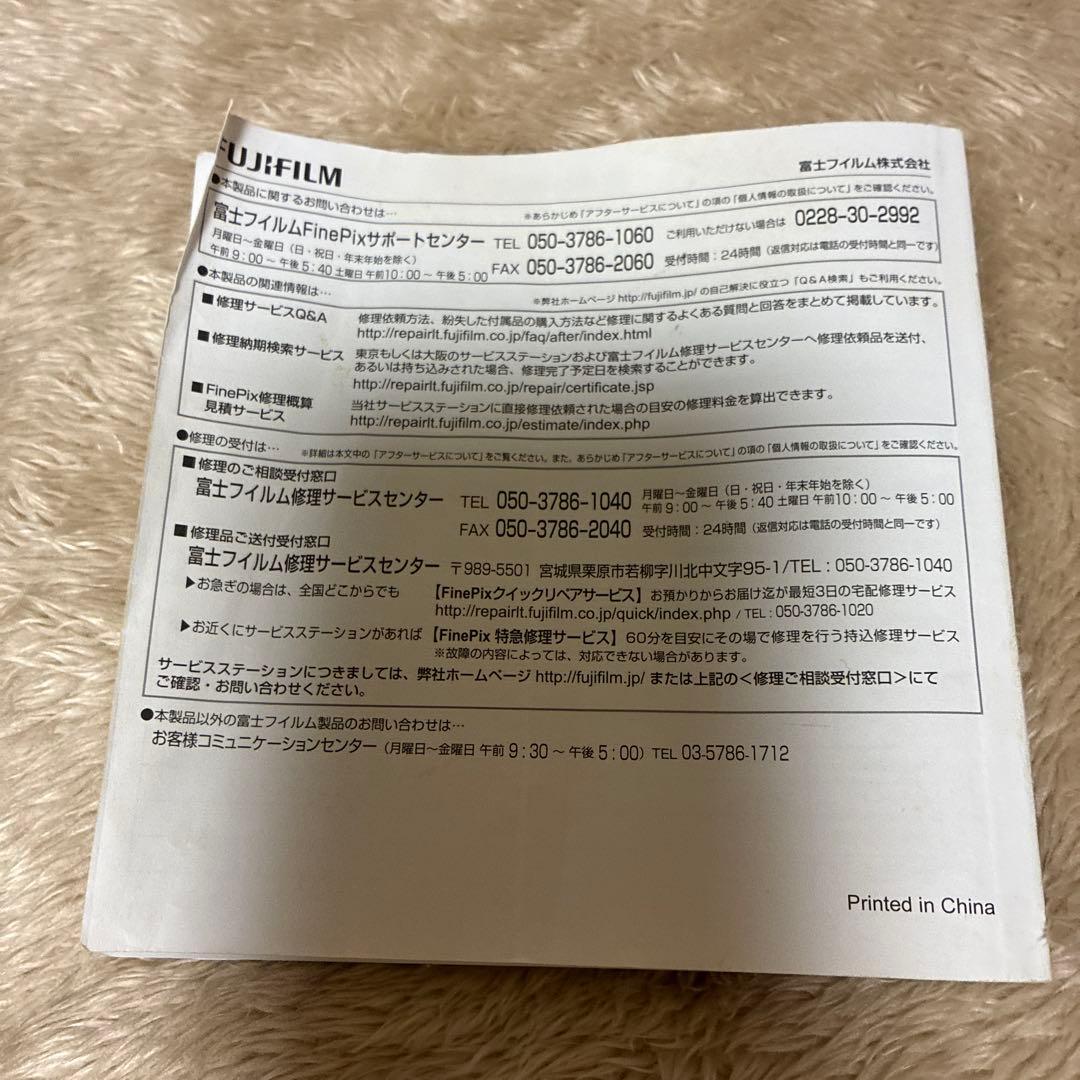 FUJIFILM
富士フイルム株式会社
●本製品に関するお問い合わせは…
※あらかじめ「アフターサービスについて」の項の「個人情報の取扱について」をご確認ください。
富士フイルムFinePixサポートセンター TEL 050-3786-1060 ご利用いただけない場合は 0228-30-2992
月曜日～金曜日（日・祝日・年末年始を除く）
午前 9:00 ～ 午後 5:40 土曜日 午前10:00 ～ 午後 5:00
FAX 050-3786-2060 受付時間：24時間（返信対応は電話の受付時間と同一です）
●本製品の関連情報は…
※弊社ホームページ http://fujifilm.jp/ の自己解決に役立つ「Q&A検索」もご利用ください。
■修理サービスQ&A 修理依頼方法、紛失した付属品の購入方法など修理に関するよくある質問と回答をまとめて掲載しています。
http://repairlt.fujifilm.co.jp/faq/after/index.html
■修理納期検索サービス 東京もしくは大阪のサービスステーションおよび富士フイルム修理サービスセンターへ修理依頼品を送付、
あるいは持ち込みされた場合、修理完了予定日を検索することができます。
http://repairlt.fujifilm.co.jp/repair/certificate.jsp
■FinePix修理概算
見積サービス
当社サービスステーションに直接修理依頼された場合の目安の修理料金を算出できます。
http://repairlt.fujifilm.co.jp/estimate/index.php
●修理の受付は…
※詳細は本文中の「アフターサービスについて」をご覧ください。また、あらかじめ「アフターサービスについて」の項の「個人情報の取扱について」をご確認ください。
■修理のご相談受付窓口
富士フイルム修理サービスセンター TEL 050-3786-1040
月曜日～金曜日（日・祝日・年末年始を除く）
午前 9:00 ～ 午後 5:40 土曜日 午前10:00 ～ 午後 5:00
FAX 050-3786-2040 受付時間：24時間（返信対応は電話の受付時間と同一です）
■修理品ご送付受付窓口
富士フイルム修理サービスセンター 〒989-5501 宮城県栗原市若柳字川北中文字95-1/TEL：050-3786-1040
▶お急ぎの場合は、全国どこからでも 【FinePixクイックリペアサービス】お預かりからお届け迄が最短3日の宅配修理サービス
http://repairlt.fujifilm.co.jp/quick/index.php / TEL：050-3786-1020
▶お近くにサービスステーションがあれば 【FinePix 特急修理サービス】60分を目安にその場で修理を行う持込修理サービス
※故障の内容によっては、対応できない場合があります。
サービスステーションにつきましては、弊社ホームページ http://fujifilm.jp/ または上記の＜修理ご相談受付窓口＞にて
ご確認・お問い合わせください。
●本製品以外の富士フイルム製品のお問い合わせは…
お客様コミュニケーションセンター（月曜日～金曜日 午前 9:30 ～ 午後 5:00）TEL 03-5786-1712
Printed in China